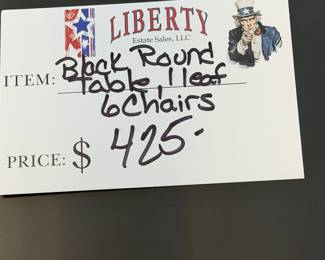 LIBERTY
Estate Sales, LLC
ITEM: Black Round
Table, 1 leaf
6 Chairs
PRICE: $ 425.-